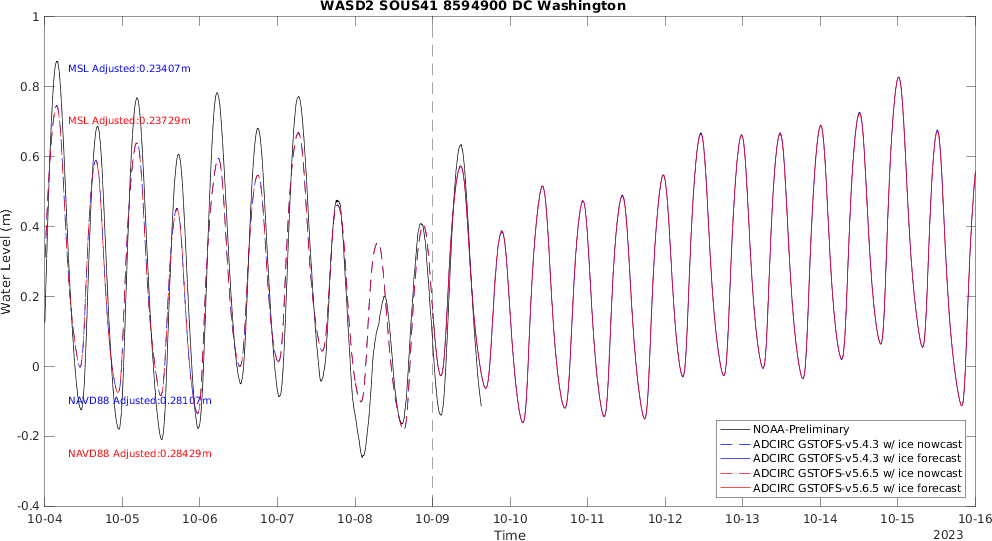 WASD2 SOUS41 8594900 DC Washington
1
0.8
0.6
0.4
0.2
0
-0.2
-0.4
Water Level (m)
MSL Adjusted:0.23407m
MSL Adjusted:0.23729m
NAVD88 Adjusted:0.28107m
NAVD88 Adjusted:0.28429m
NOAA-Preliminary
ADCIRC GSTOFS-v5.4.3 w/ ice nowcast
ADCIRC GSTOFS-v5.4.3 w/ ice forecast
ADCIRC GSTOFS-v5.6.5 w/ ice nowcast
ADCIRC GSTOFS-v5.6.5 w/ ice forecast
10-04 10-05 10-06 10-07 10-08 10-09 10-10 10-11 10-12 10-13 10-14 10-15 10-16
Time
2023